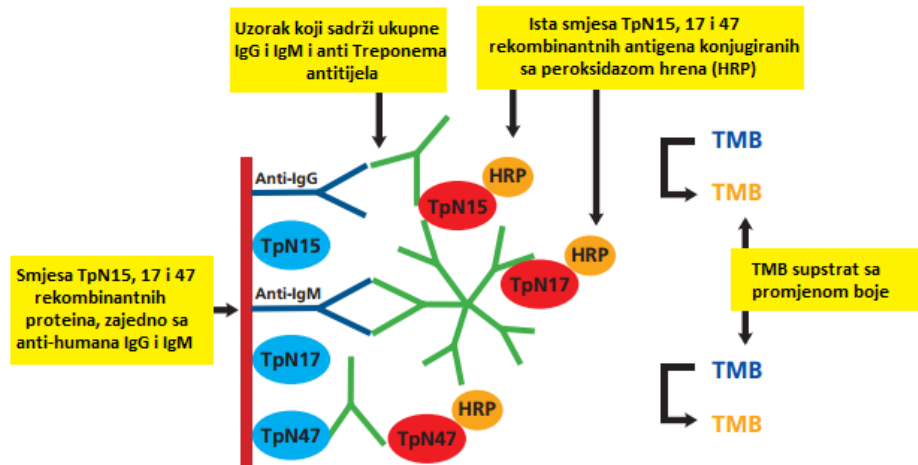 Uzorak koji sadrži ukupne
IgG i IgM i anti Treponema
antitijela
Ista smjesa TpN15, 17 i 47
rekombinantnih antigena konjugiranih
sa peroksidazom hrena (HRP)
Anti-IgG
HRP
TpN15
TpN15
TMB
TMB
Smjesa TpN15, 17 i 47
rekombinantnih
proteina, zajedno sa
anti-humana IgG i IgM
Anti-IgM
HRP
TpN17
TMB supstrat sa
promjenom boje
TpN17
TMB
TMB
HRP
TpN47
TpN47